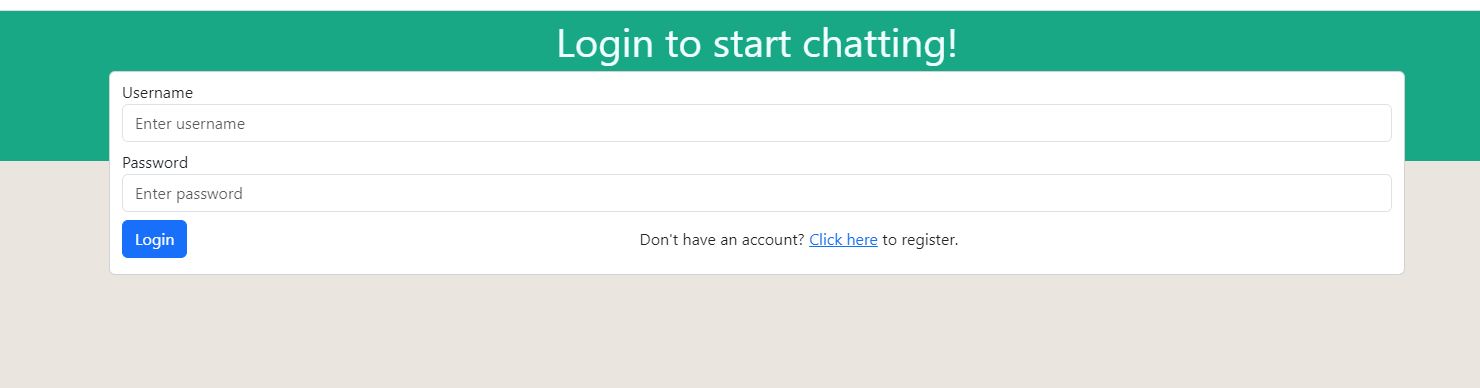 Login to start chatting!
Username
Enter username
Password
Enter password
Login
Don't have an account? Click here to register.